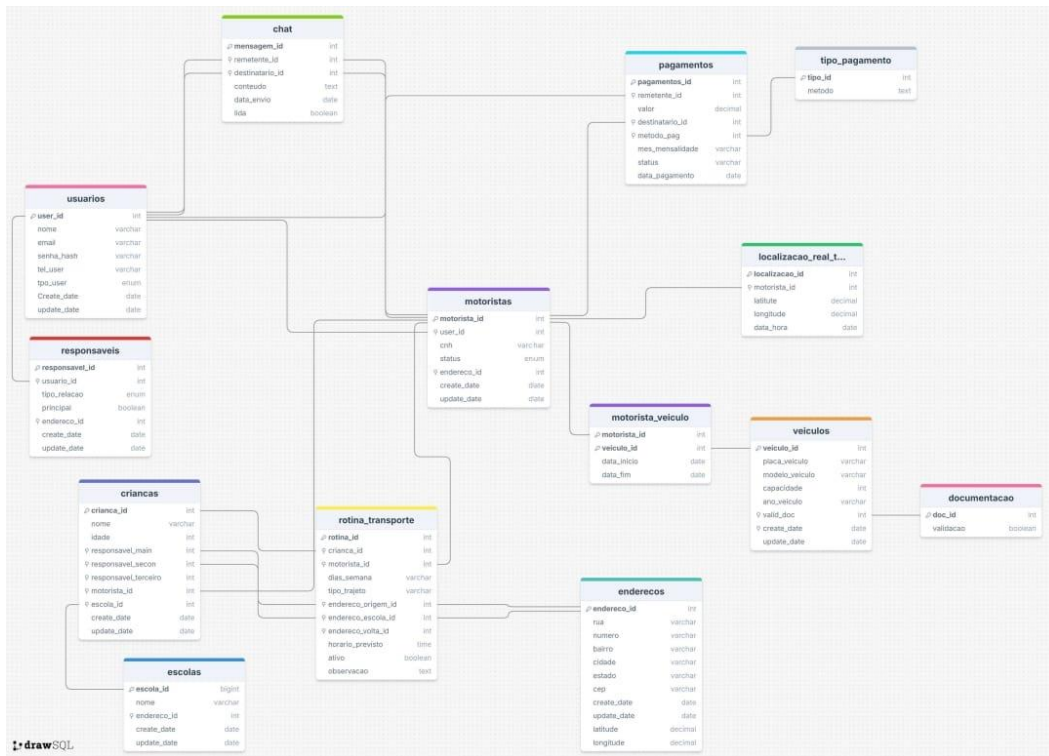 chat
mensagem_id int
remetente_id int
destinatario_id int
conteudo text
data_envio date
lida boolean
pagamentos
pagamentos_id int
remetente_id int
valor decimal
destinatario_id int
metodo_pag int
mes_mensalidade varchar
status varchar
data_pagamento date
tipo_pagamento
tipo_id int
metodo text
usuarios
user_id int
nome varchar
email varchar
senha_hash varchar
tel_user varchar
tpo_user enum
Create_date date
update_date date
localizacao_real_t...
localizacao_id int
motorista_id int
latitute decimal
longitude decimal
data_hora date
motoristas
motorista_id int
user_id int
cnh varchar
status enum
endereco_id int
create_date date
update_date date
responsaveis
responsavel_id int
usuario_id int
tipo_relacao enum
principal boolean
endereco_id int
create_date date
update_date date
motorista_veiculo
motorista_id int
veiculo_id int
data_inicio date
data_fim date
veiculos
veiculo_id int
placa_veiculo varchar
modelo_veiculo varchar
capacidade int
ano_veiculo varchar
valid_doc int
create_date date
update_date date
documentacao
doc_id int
validacao boolean
criancas
crianca_id int
nome varchar
idade int
responsavel_main int
responsavel_secon int
responsavel_terceiro int
motorista_id int
escola_id int
create_date date
update_date date
rotina_transporte
rotina_id int
crianca_id int
motorista_id int
dias_semana varchar
tipo_trajeto varchar
endereco_origem_id int
endereco_escola_id int
endereco_volta_id int
horario_previsto time
ativo boolean
observacao text
enderecos
endereco_id int
rua varchar
numero varchar
bairro varchar
cidade varchar
estado varchar
cep varchar
create_date date
update_date date
latitude decimal
longitude decimal
escolas
escola_id bigint
nome varchar
endereco_id int
create_date date
update_date date
drawSQL